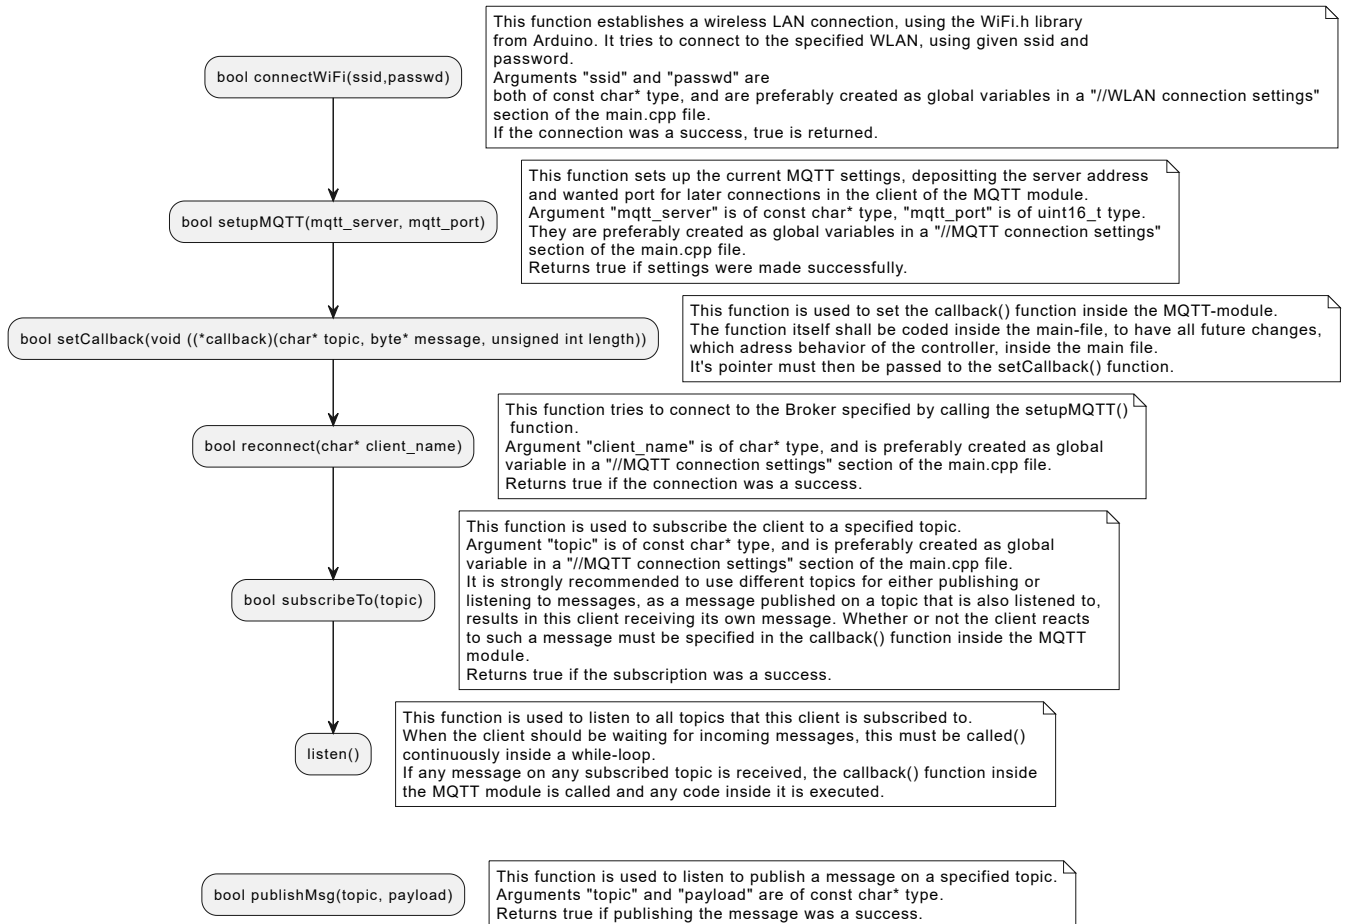 bool connectWiFi(ssid,passwd)
This function establishes a wireless LAN connection, using the WiFi.h library
from Arduino. It tries to connect to the specified WLAN, using given ssid and
password.
Arguments "ssid" and "passwd" are
both of const char* type, and are preferably created as global variables in a "//WLAN connection settings"
section of the main.cpp file.
If the connection was a success, true is returned.
bool setupMQTT(mqtt_server, mqtt_port)
This function sets up the current MQTT settings, depositting the server address
and wanted port for later connections in the client of the MQTT module.
Argument "mqtt_server" is of const char* type, "mqtt_port" is of uint16_t type.
They are preferably created as global variables in a "//MQTT connection settings"
section of the main.cpp file.
Returns true if settings were made successfully.
bool setCallback(void ((*callback)(char* topic, byte* message, unsigned int length))
This function is used to set the callback() function inside the MQTT-module.
The function itself shall be coded inside the main-file, to have all future changes,
which adress behavior of the controller, inside the main file.
It's pointer must then be passed to the setCallback() function.
bool reconnect(char* client_name)
This function tries to connect to the Broker specified by calling the setupMQTT()
function.
Argument "client_name" is of char* type, and is preferably created as global
variable in a "//MQTT connection settings" section of the main.cpp file.
Returns true if the connection was a success.
bool subscribeTo(topic)
This function is used to subscribe the client to a specified topic.
Argument "topic" is of const char* type, and is preferably created as global
variable in a "//MQTT connection settings" section of the main.cpp file.
It is strongly recommended to use different topics for either publishing or
listening to messages, as a message published on a topic that is also listened to,
results in this client receiving its own message. Whether or not the client reacts
to such a message must be specified in the callback() function inside the MQTT
module.
Returns true if the subscription was a success.
listen()
This function is used to listen to all topics that this client is subscribed to.
When the client should be waiting for incoming messages, this must be called()
continuously inside a while-loop.
If any message on any subscribed topic is received, the callback() function inside
the MQTT module is called and any code inside it is executed.
bool publishMsg(topic, payload)
This function is used to listen to publish a message on a specified topic.
Arguments "topic" and "payload" are of const char* type.
Returns true if publishing the message was a success.